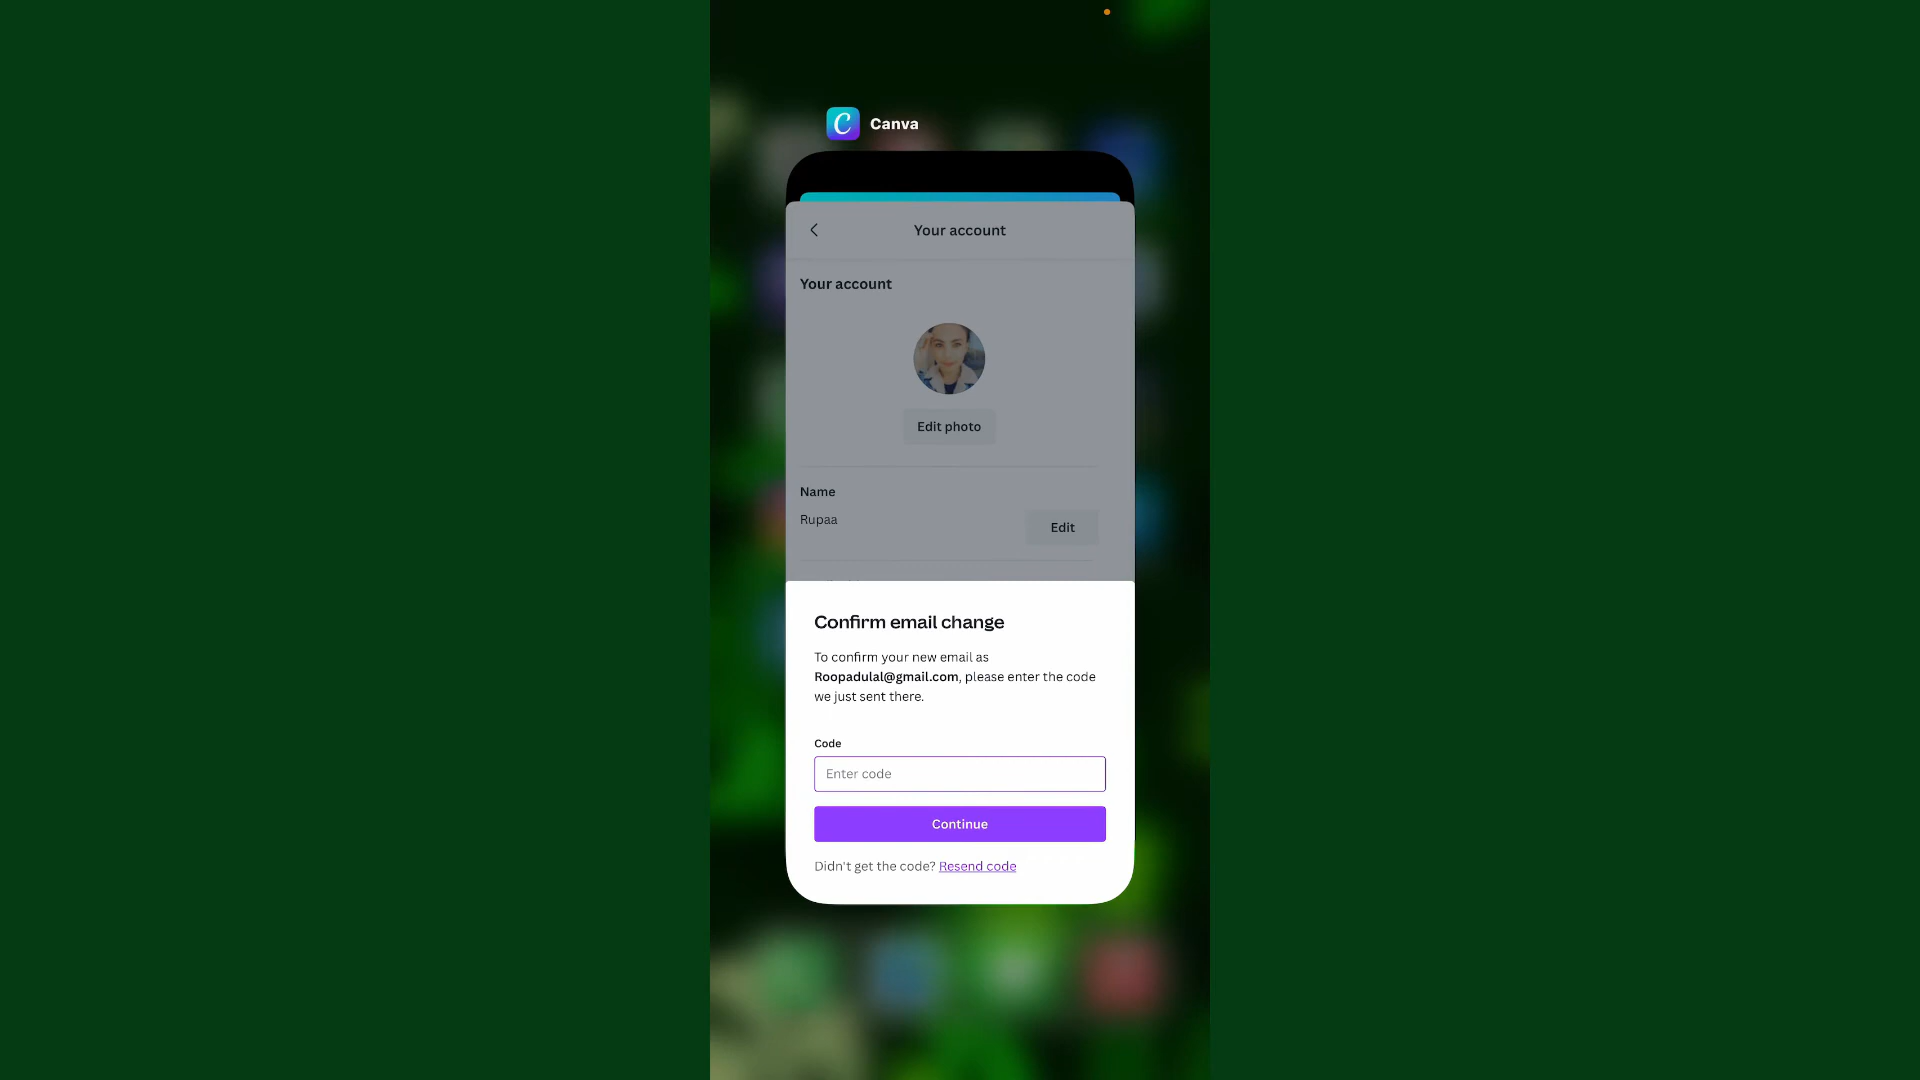 Canva
Your account
Your account
Edit photo
Name
Rupaa
Edit
Confirm email change
To confirm your new email as
Roopadulal@gmail.com, please enter the code
we just sent there.
Code
Enter code
Continue
Didn't get the code? Resend code